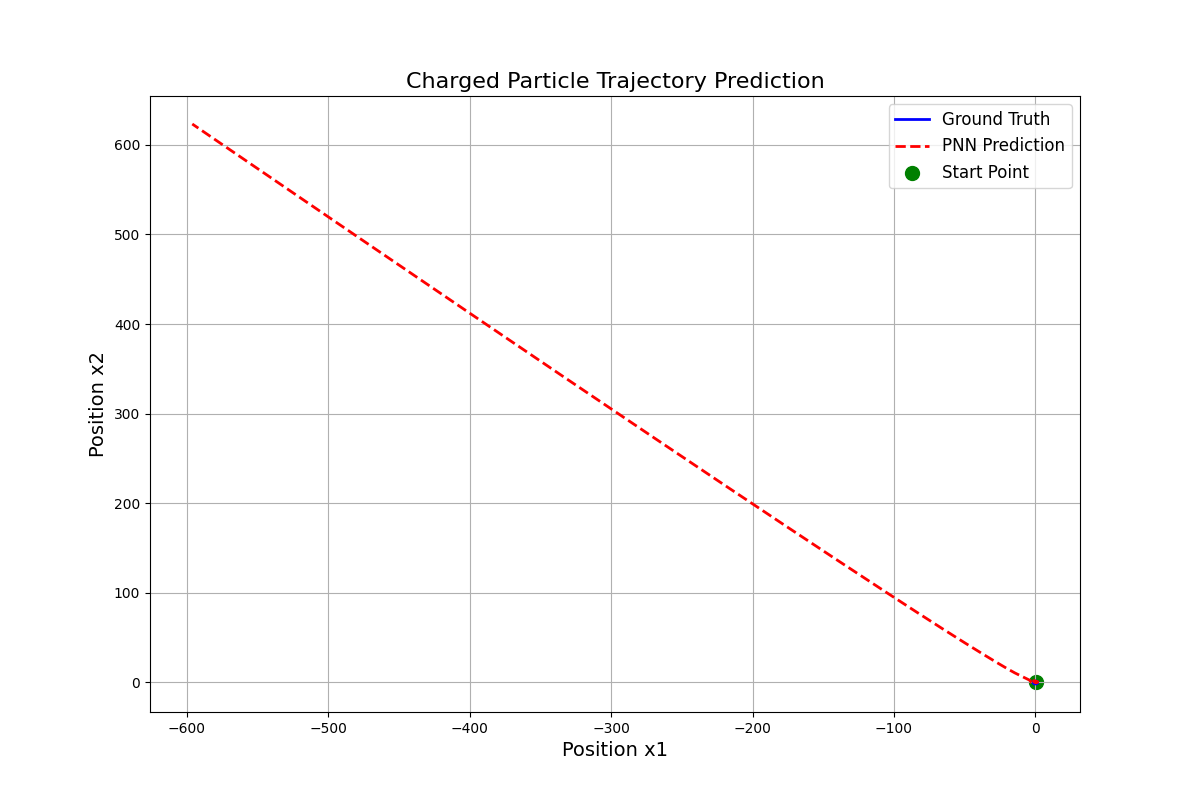 Charged Particle Trajectory Prediction
Ground Truth
PNN Prediction
Start Point
Position x2
600
500
400
300
200
100
0
−600
−500
−400
−300
−200
−100
0
Position x1